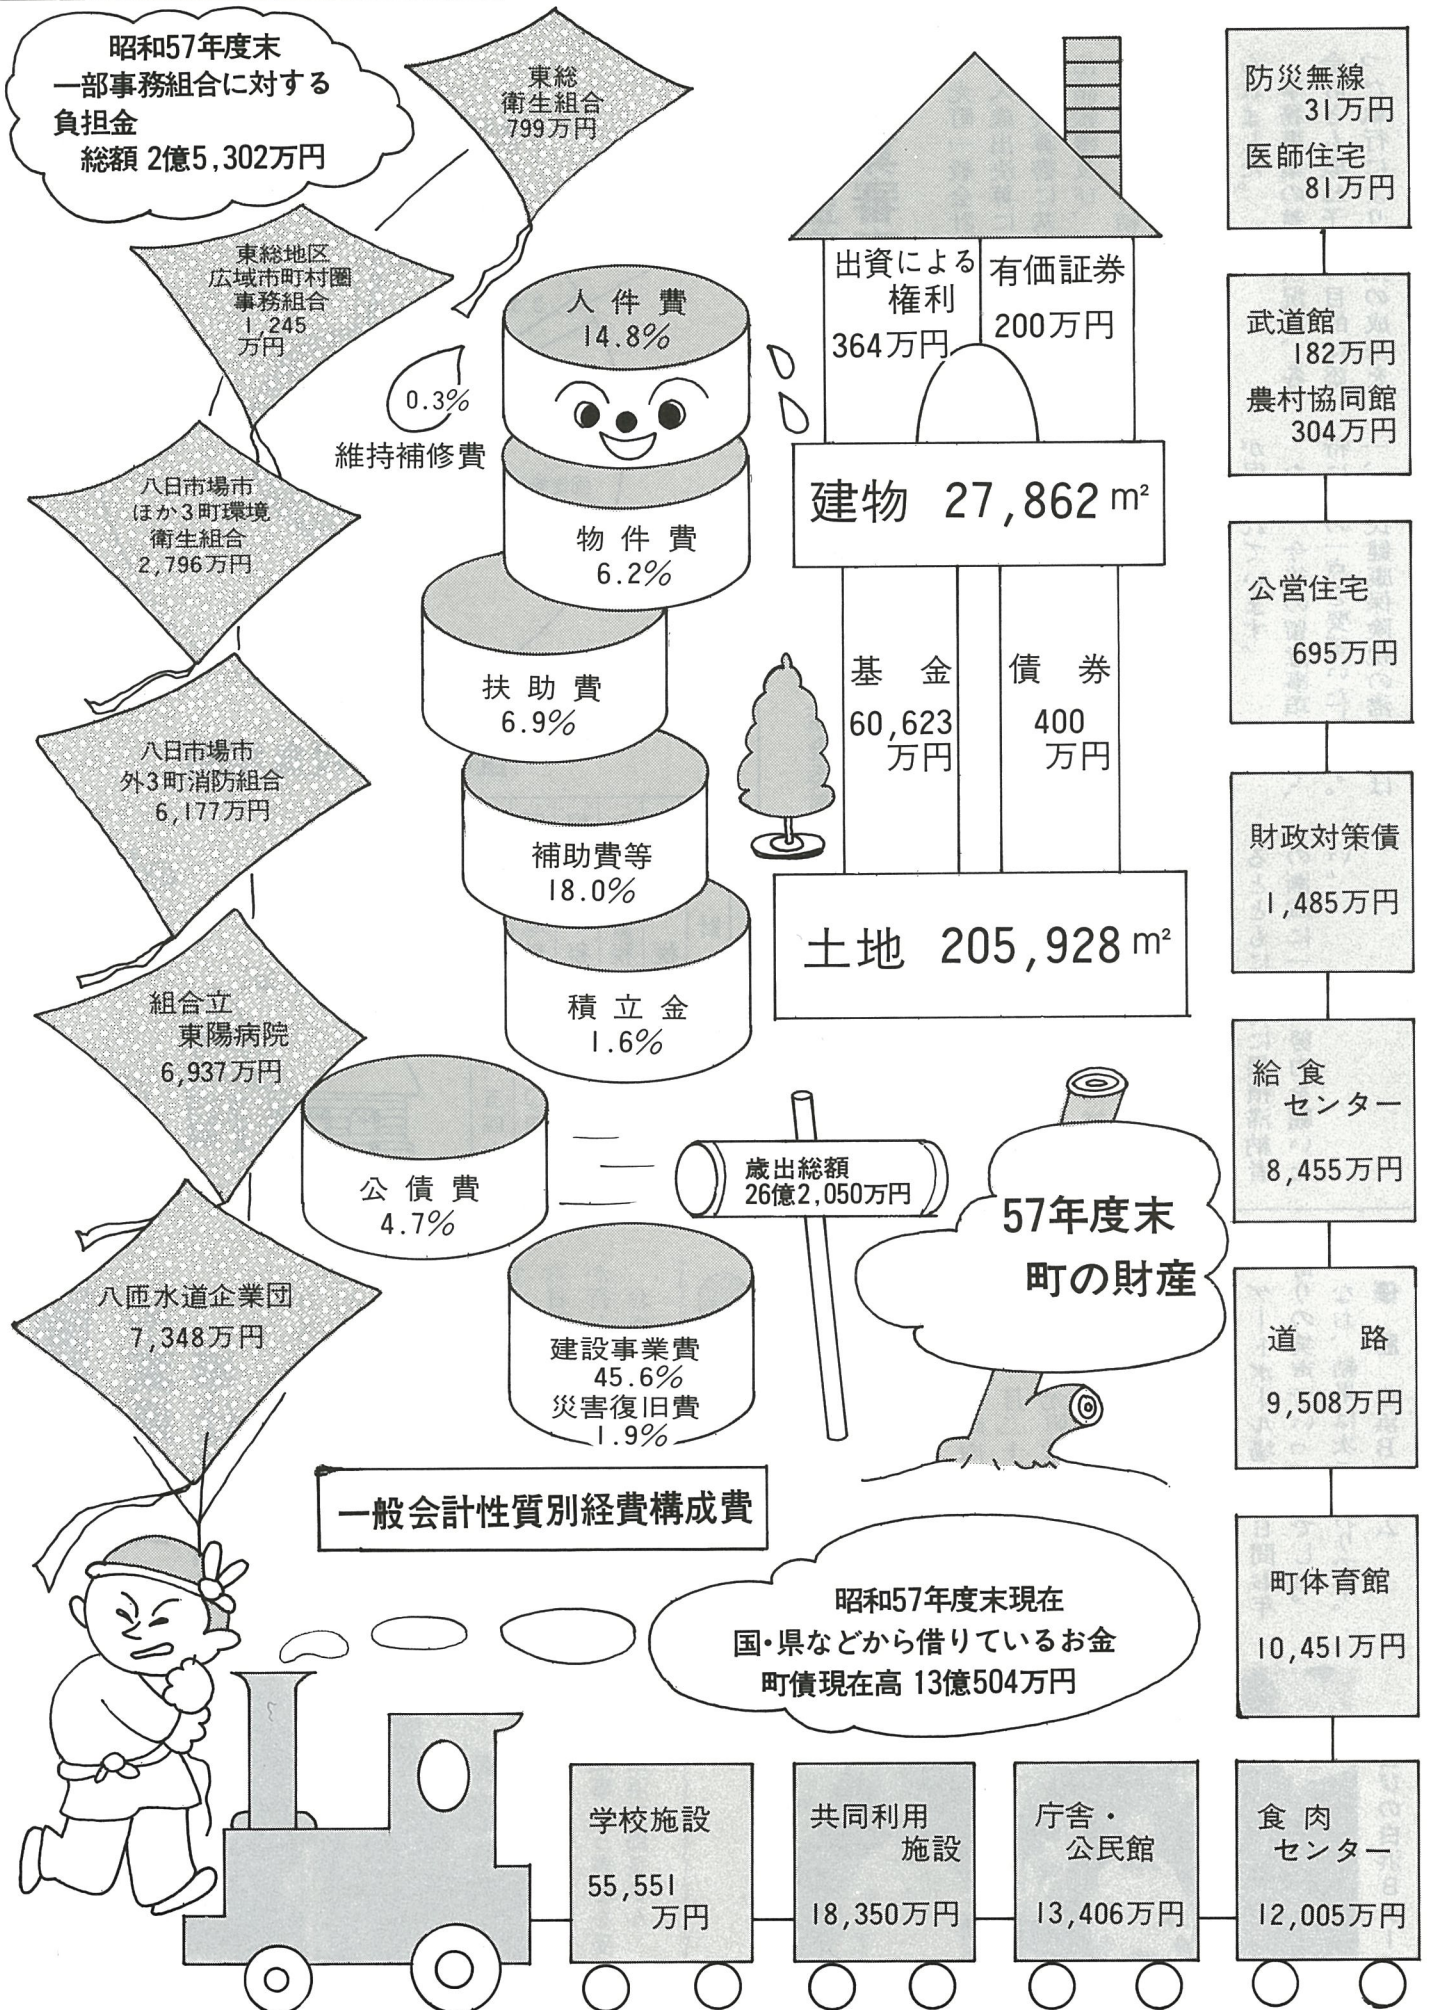 昭和57年度末
一部事務組合に対する
負担金
総額 2億5,302万円
東総
衛生組合
799万円
東総地区
広域市町村圏
事務組合
1,245
万円
八日市場市
ほか3町環境
衛生組合
2,796万円
八日市場市
外3町消防組合
6,177万円
組合立
東陽病院
6,937万円
八匝水道企業団
7,348万円
人件費
14.8%
0.3%
維持補修費
物件費
6.2%
扶助費
6.9%
補助費等
18.0%
積立金
1.6%
公債費
4.7%
建設事業費
45.6%
災害復旧費
1.9%
歳出総額
26億2,050万円
一般会計性質別経費構成費
出資による
権利
364万円
有価証券
200万円
建物 27,862m²
基金
60,623
万円
債券
400
万円
土地 205,928m²
57年度末
町の財産
昭和57年度末現在
国・県などから借りているお金
町債現在高 13億504万円
防災無線
31万円
医師住宅
81万円
武道館
182万円
農村協同館
304万円
公営住宅
695万円
財政対策債
1,485万円
給食
センター
8,455万円
道路
9,508万円
町体育館
10,451万円
学校施設
55,551
万円
共同利用
施設
18,350万円
庁舎・
公民館
13,406万円
食肉
センター
12,005万円